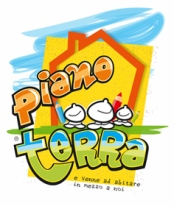 Piano
terra
e venne ad abitare
in mezzo a noi